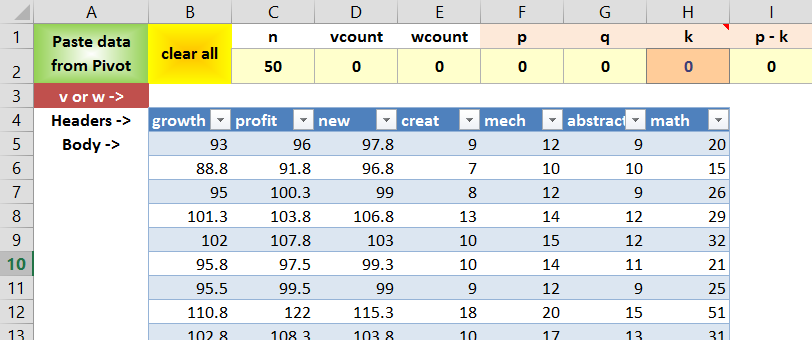 A B C D E F G H I
1 Paste data from Pivot clear all n vcount wcount p q k p - k
2 50 0 0 0 0 0 0
3 v or w ->
4 Headers -> growth profit new creat mech abstract math
5 Body -> 93 96 97.8 9 12 9 20
6 88.8 91.8 96.8 7 10 10 15
7 95 100.3 99 8 12 9 26
8 101.3 103.8 106.8 13 14 12 29
9 102 107.8 103 10 15 12 32
10 95.8 97.5 99.3 10 14 11 21
11 95.5 99.5 99 9 12 9 25
12 110.8 122 115.3 18 20 15 51
13 102.8 108.3 103.8 10 17 13 31